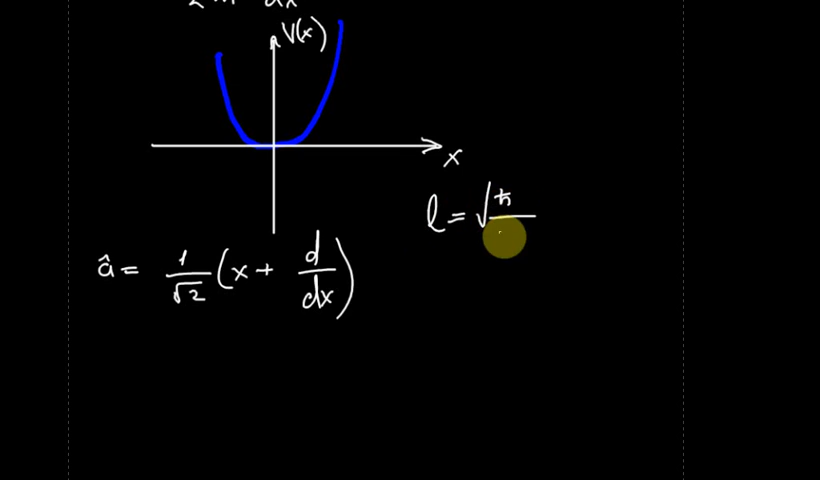 V(x)
x
l = √ħ
â = 1/√2 (x + d/dx)